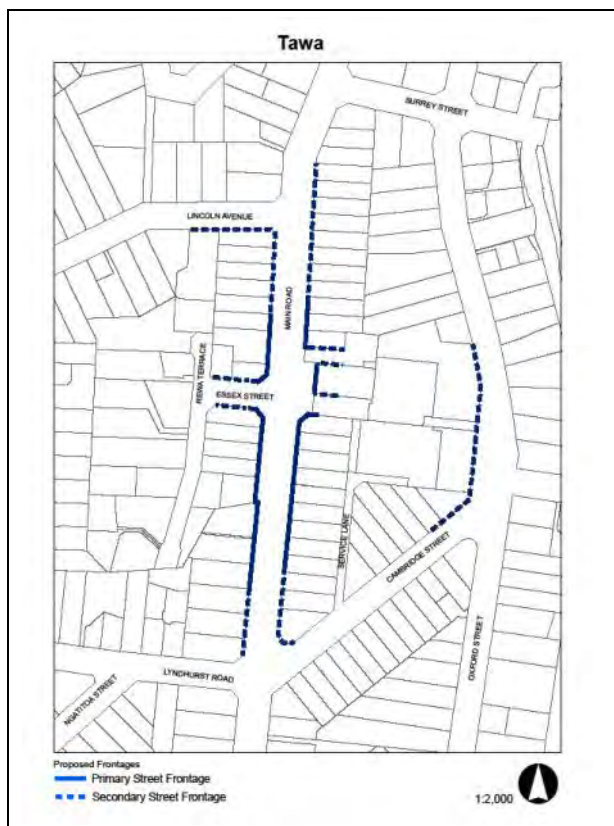 Tawa
SURREY STREET
LINCOLN AVENUE
MAIN ROAD
REWA TERRACE
ESSEX STREET
SERVICE LANE
CAMBRIDGE STREET
OXFORD STREET
LYNDHURST ROAD
NGATITOA STREET
Proposed Frontages
Primary Street Frontage
Secondary Street Frontage
1:2,000